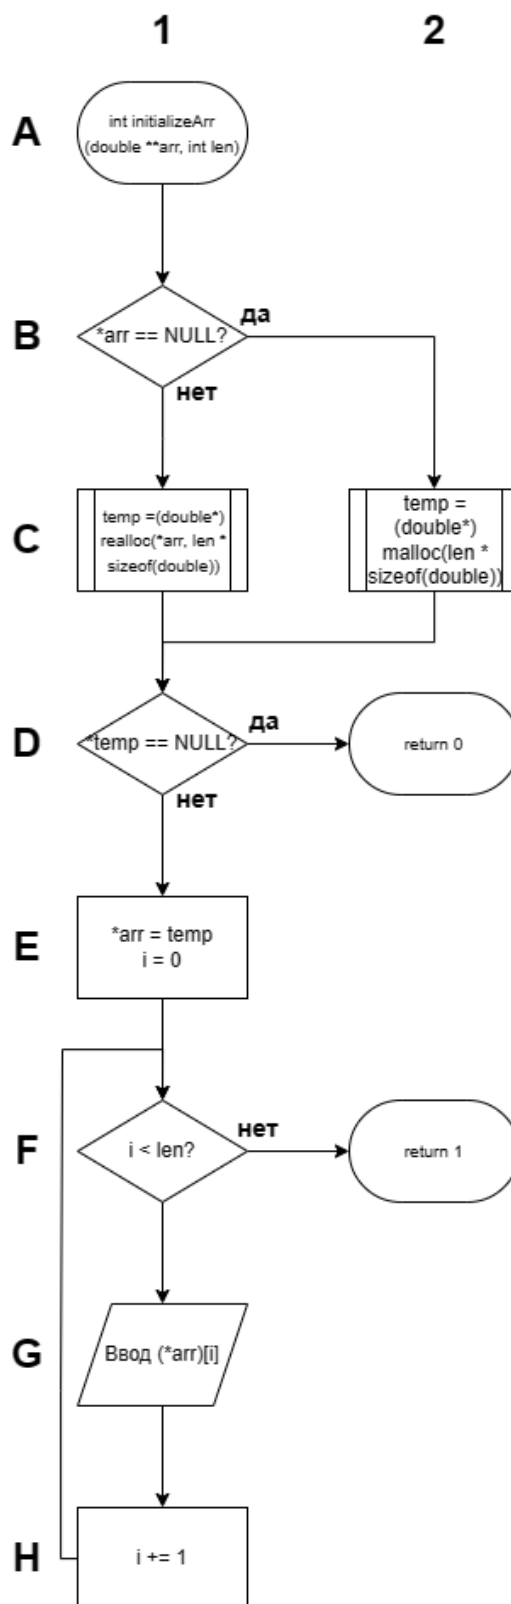 1 2
A
int initializeArr
(double **arr, int len)
B
*arr == NULL?
да
нет
C
temp =(double*)
realloc(*arr, len *
sizeof(double))
temp =
(double*)
malloc(len *
sizeof(double))
D
*temp == NULL?
да
return 0
нет
E
*arr = temp
i = 0
F
i < len?
нет
return 1
G
Ввод (*arr)[i]
H
i += 1